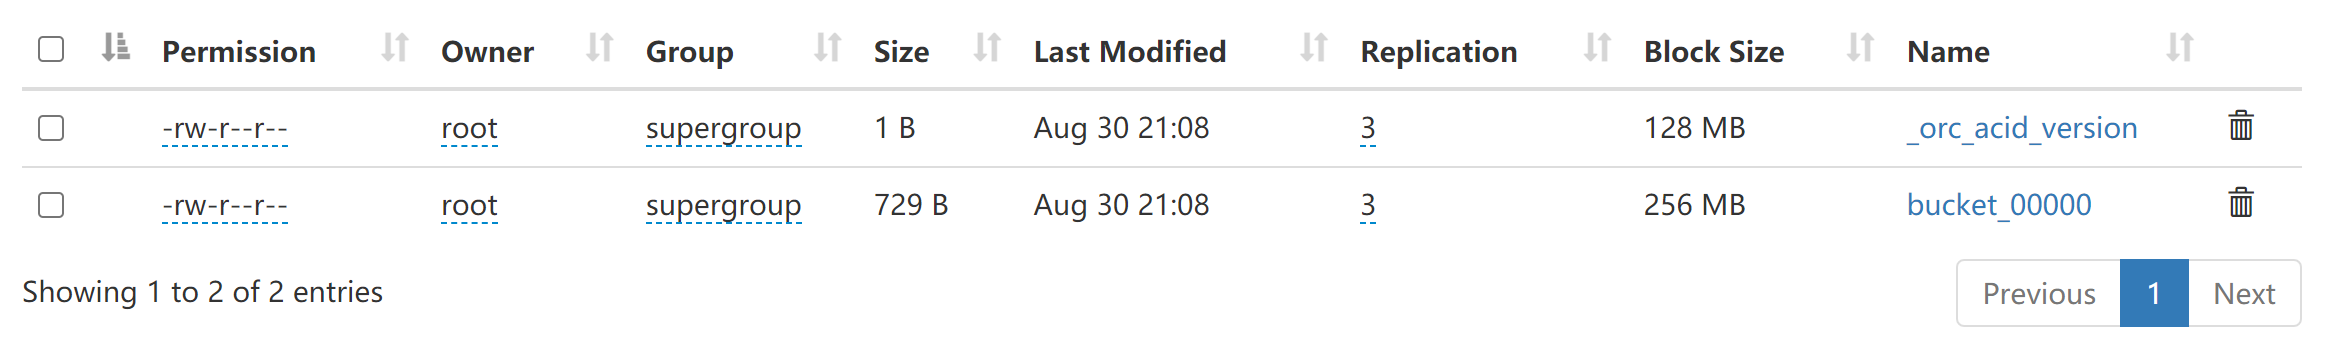 Permission Owner Group Size Last Modified Replication Block Size Name
-rw-r--r-- root supergroup 1 B Aug 30 21:08 3 128 MB _orc_acid_version
-rw-r--r-- root supergroup 729 B Aug 30 21:08 3 256 MB bucket_00000
Showing 1 to 2 of 2 entries Previous 1 Next